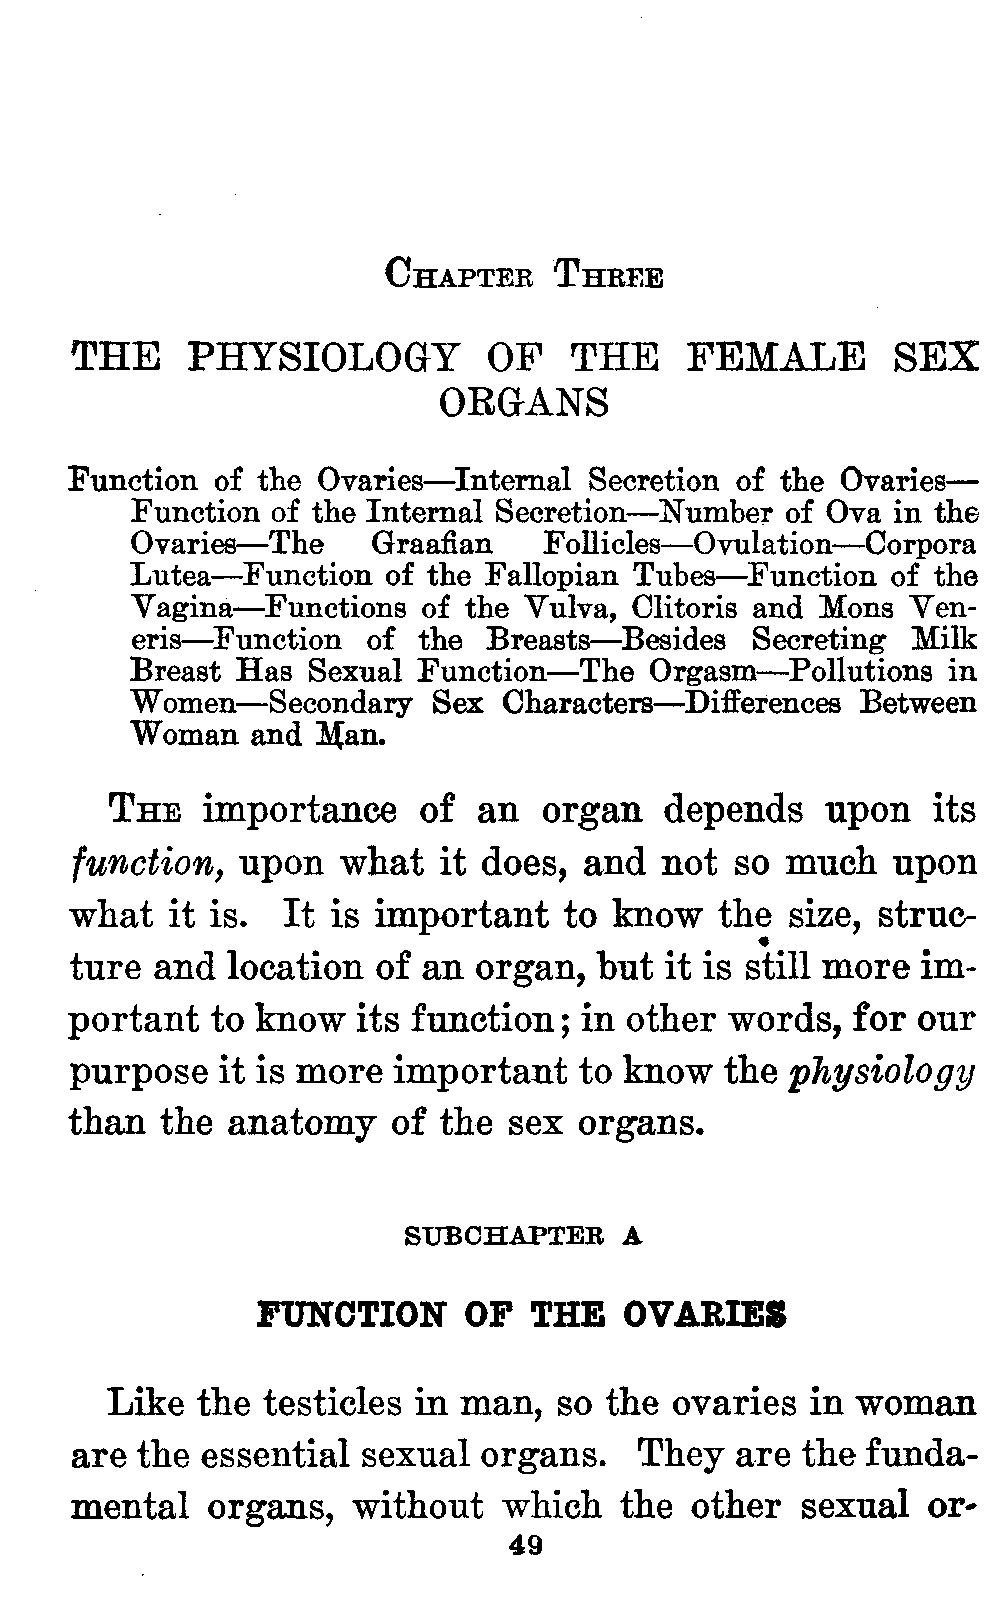 CHAPTER THREE
THE PHYSIOLOGY OF THE FEMALE SEX
ORGANS
Function of the Ovaries—Internal Secretion of the Ovaries—
Function of the Internal Secretion—Number of Ova in the
Ovaries—The Graafian Follicles—Ovulation—Corpora
Lutea—Function of the Fallopian Tubes—Function of the
Vagina—Functions of the Vulva, Clitoris and Mons Ven-
eris—Function of the Breasts—Besides Secreting Milk
Breast Has Sexual Function—The Orgasm—Pollutions in
Women—Secondary Sex Characters—Differences Between
Woman and Man.
THE importance of an organ depends upon its
function, upon what it does, and not so much upon
what it is. It is important to know the size, struc-
ture and location of an organ, but it is still more im-
portant to know its function; in other words, for our
purpose it is more important to know the physiology
than the anatomy of the sex organs.
SUBCHAPTER A
FUNCTION OF THE OVARIES
Like the testicles in man, so the ovaries in woman
are the essential sexual organs. They are the funda-
mental organs, without which the other sexual or-
49